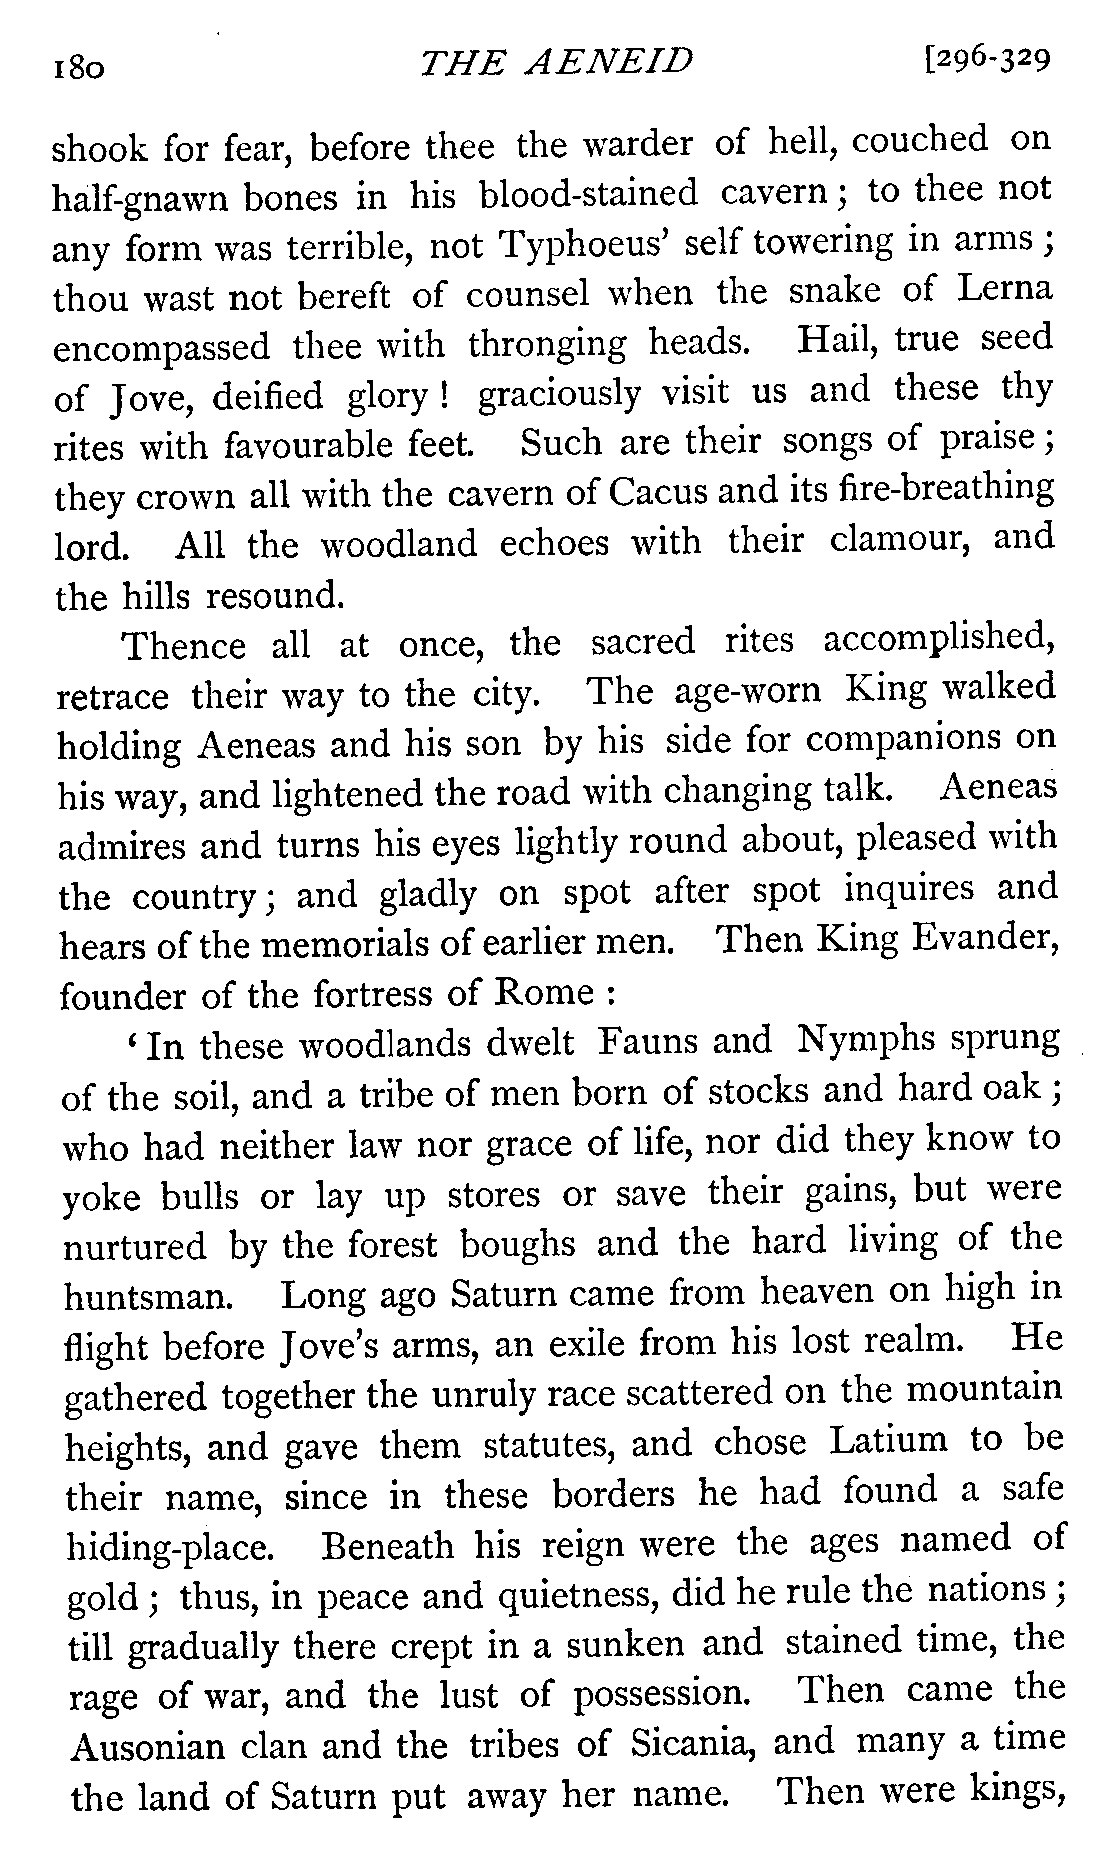 180 THE AENEID [296-329
shook for fear, before thee the warder of hell, couched on
half-gnawn bones in his blood-stained cavern ; to thee not
any form was terrible, not Typhoeus' self towering in arms ;
thou wast not bereft of counsel when the snake of Lerna
encompassed thee with thronging heads. Hail, true seed
of Jove, deified glory ! graciously visit us and these thy
rites with favourable feet. Such are their songs of praise ;
they crown all with the cavern of Cacus and its fire-breathing
lord. All the woodland echoes with their clamour, and
the hills resound.
Thence all at once, the sacred rites accomplished,
retrace their way to the city. The age-worn King walked
holding Aeneas and his son by his side for companions on
his way, and lightened the road with changing talk. Aeneas
admires and turns his eyes lightly round about, pleased with
the country ; and gladly on spot after spot inquires and
hears of the memorials of earlier men. Then King Evander,
founder of the fortress of Rome :
‘ In these woodlands dwelt Fauns and Nymphs sprung
of the soil, and a tribe of men born of stocks and hard oak ;
who had neither law nor grace of life, nor did they know to
yoke bulls or lay up stores or save their gains, but were
nurtured by the forest boughs and the hard living of the
huntsman. Long ago Saturn came from heaven on high in
flight before Jove's arms, an exile from his lost realm. He
gathered together the unruly race scattered on the mountain
heights, and gave them statutes, and chose Latium to be
their name, since in these borders he had found a safe
hiding-place. Beneath his reign were the ages named of
gold ; thus, in peace and quietness, did he rule the nations ;
till gradually there crept in a sunken and stained time, the
rage of war, and the lust of possession. Then came the
Ausonian clan and the tribes of Sicania, and many a time
the land of Saturn put away her name. Then were kings,